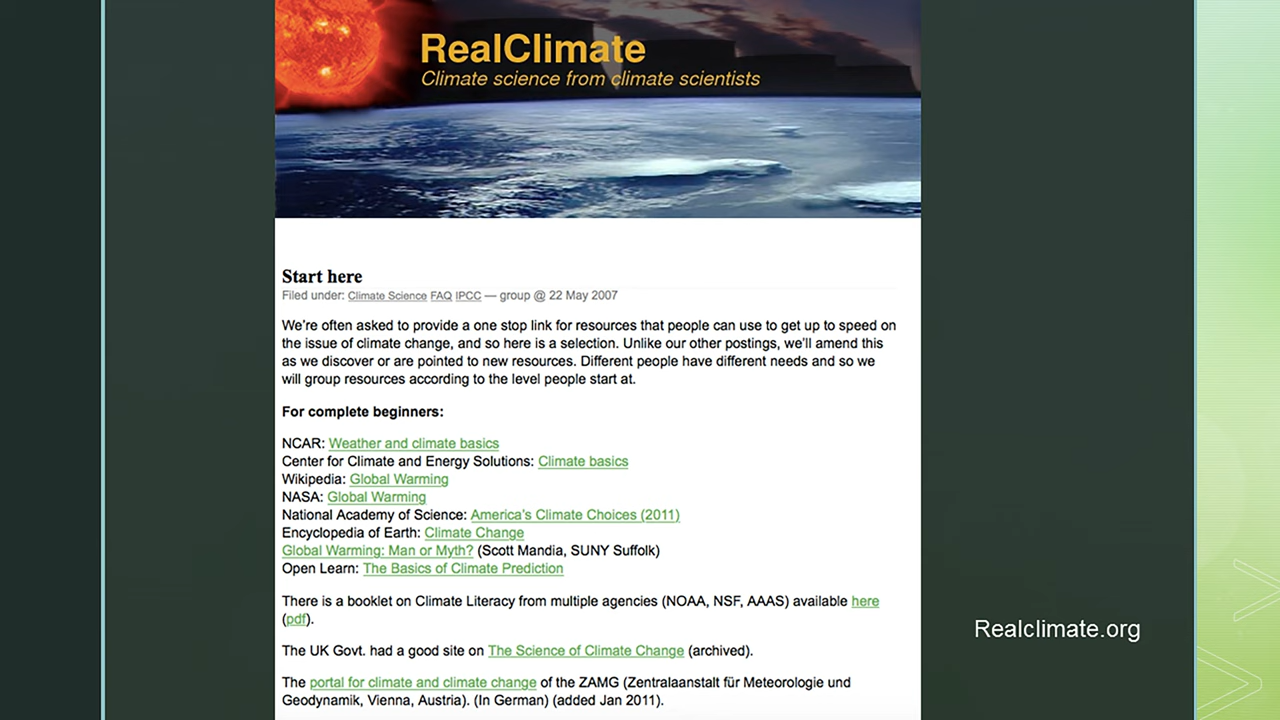 RealClimate
Climate science from climate scientists
Start here
Filed under: Climate Science FAQ IPCC — group @ 22 May 2007
We're often asked to provide a one stop link for resources that people can use to get up to speed on
the issue of climate change, and so here is a selection. Unlike our other postings, we'll amend this
as we discover or are pointed to new resources. Different people have different needs and so we
will group resources according to the level people start at.
For complete beginners:
NCAR: Weather and climate basics
Center for Climate and Energy Solutions: Climate basics
Wikipedia: Global Warming
NASA: Global Warming
National Academy of Science: America's Climate Choices (2011)
Encyclopedia of Earth: Climate Change
Global Warming: Man or Myth? (Scott Mandia, SUNY Suffolk)
Open Learn: The Basics of Climate Prediction
There is a booklet on Climate Literacy from multiple agencies (NOAA, NSF, AAAS) available here
(pdf).
The UK Govt. had a good site on The Science of Climate Change (archived).
The portal for climate and climate change of the ZAMG (Zentralaanstalt für Meteorologie und
Geodynamik, Vienna, Austria). (In German) (added Jan 2011).
Realclimate.org